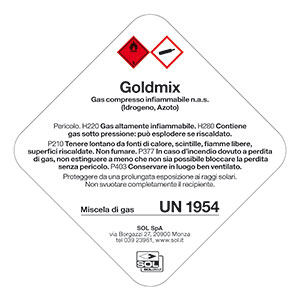 Goldmix
Gas compresso infiammabile n.a.s.
(Idrogeno, Azoto)
Pericolo. H220 Gas altamente infiammabile. H280 Contiene
gas sotto pressione: può esplodere se riscaldato.
P210 Tenere lontano da fonti di calore, scintille, fiamme libere,
superfici riscaldate. Non fumare. P377 In caso d'incendio dovuto a perdita
di gas, non estinguere a meno che non sia possibile bloccare la perdita
senza pericolo. P403 Conservare in luogo ben ventilato.
Proteggere da una prolungata esposizione ai raggi solari.
Non svuotare completamente il recipiente.
Miscela di gas UN 1954
SOL SpA
via Borgazzi 27, 20900 Monza
tel 039 23961, www.sol.it
SOL